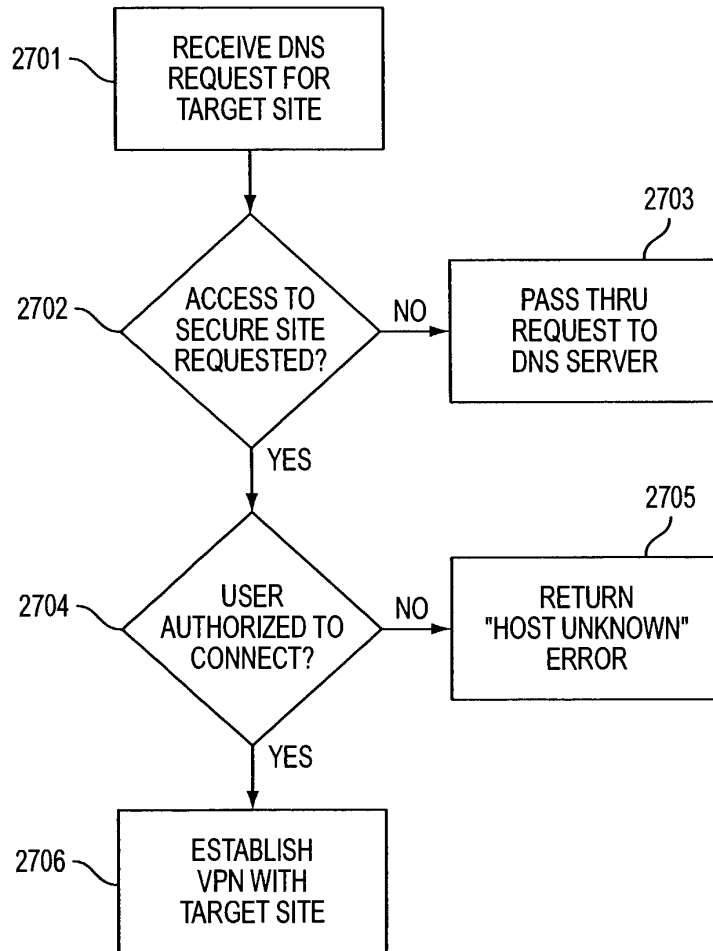 2701
RECEIVE DNS
REQUEST FOR
TARGET SITE
2702
ACCESS TO
SECURE SITE
REQUESTED?
NO
2703
PASS THRU
REQUEST TO
DNS SERVER
YES
2704
USER
AUTHORIZED TO
CONNECT?
NO
2705
RETURN
"HOST UNKNOWN"
ERROR
YES
2706
ESTABLISH
VPN WITH
TARGET SITE